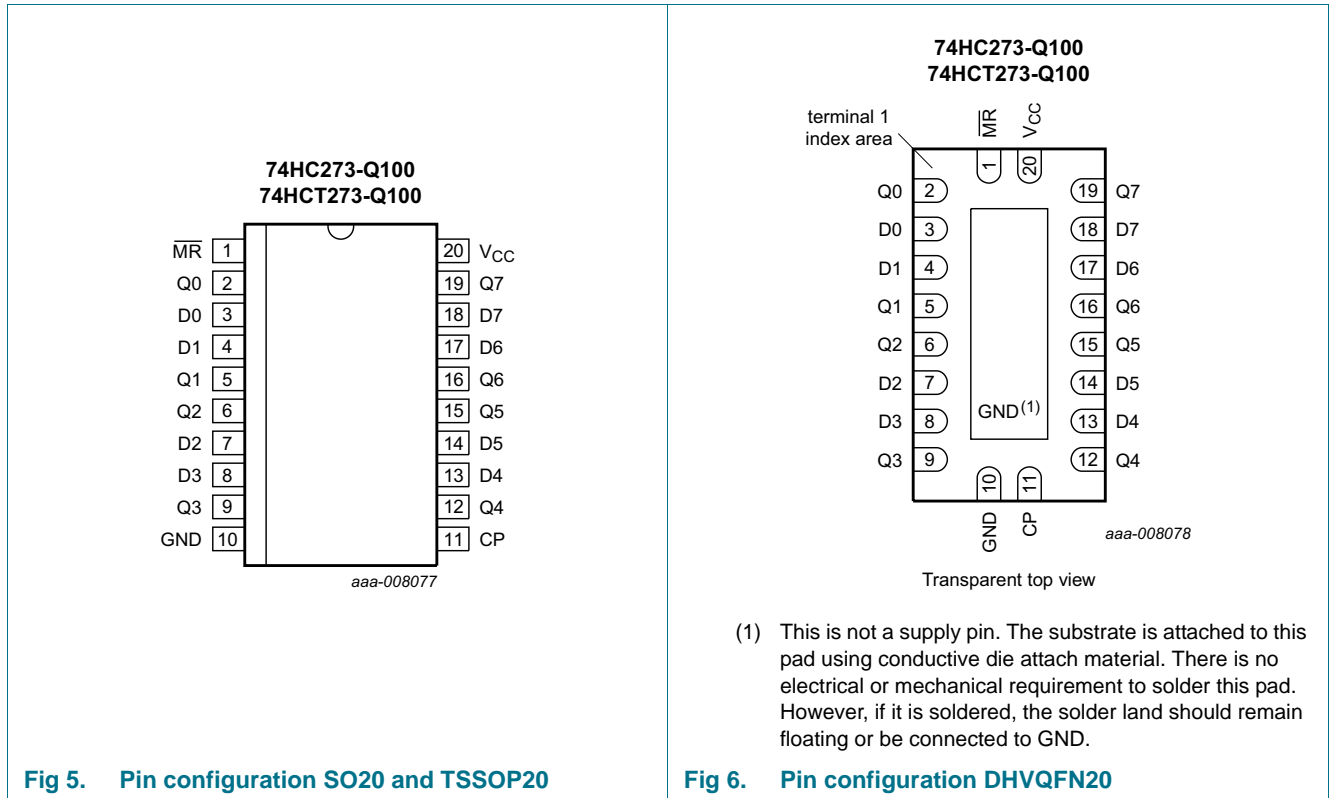 74HC273-Q100
74HCT273-Q100
MR 1
Q0 2
D0 3
D1 4
Q1 5
Q2 6
D2 7
D3 8
Q3 9
GND 10
20 VCC
19 Q7
18 D7
17 D6
16 Q6
15 Q5
14 D5
13 D4
12 Q4
11 CP
aaa-008077
Fig 5. Pin configuration SO20 and TSSOP20
74HC273-Q100
74HCT273-Q100
terminal 1
index area
MR
VCC
1
20
Q0 2
D0 3
D1 4
Q1 5
Q2 6
D2 7
D3 8
Q3 9
19 Q7
18 D7
17 D6
16 Q6
15 Q5
14 D5
13 D4
12 Q4
GND(1)
10
11
GND
CP
aaa-008078
Transparent top view
(1) This is not a supply pin. The substrate is attached to this
pad using conductive die attach material. There is no
electrical or mechanical requirement to solder this pad.
However, if it is soldered, the solder land should remain
floating or be connected to GND.
Fig 6. Pin configuration DHVQFN20